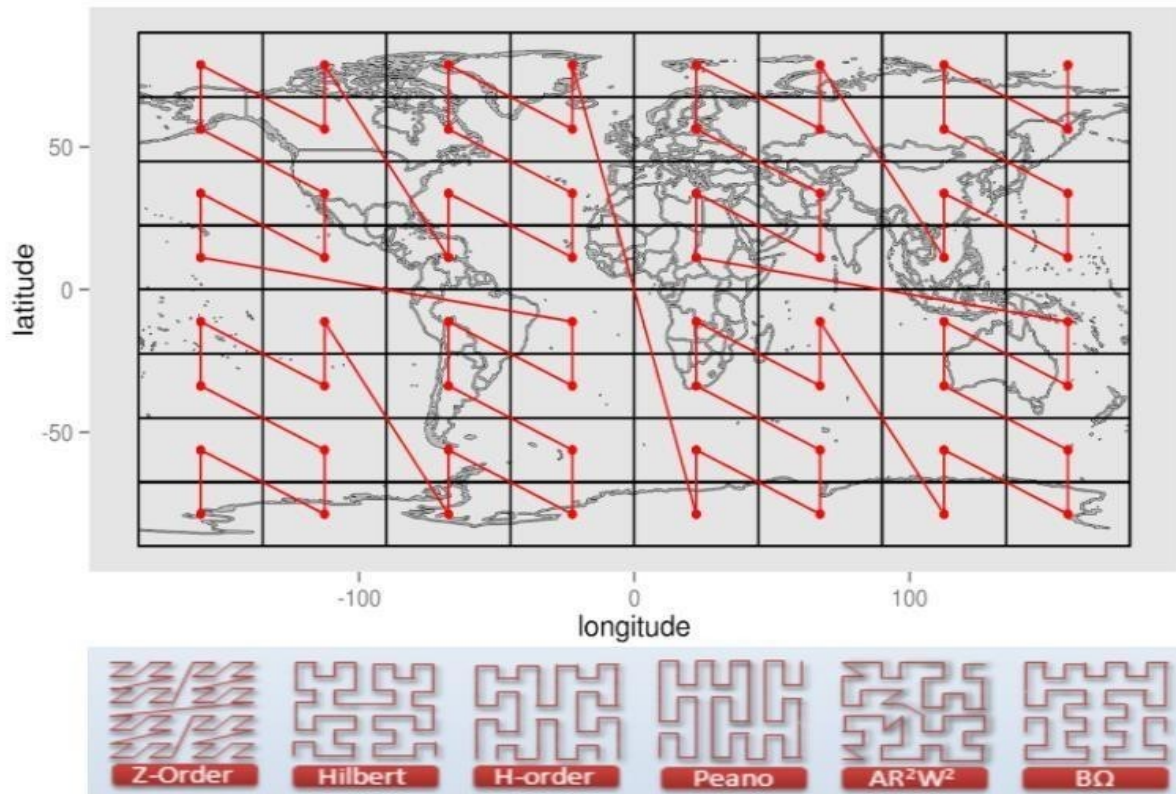 50
latitude
0
-50
-100 0 100
longitude
Z-Order Hilbert H-order Peano AR²W² BΩ